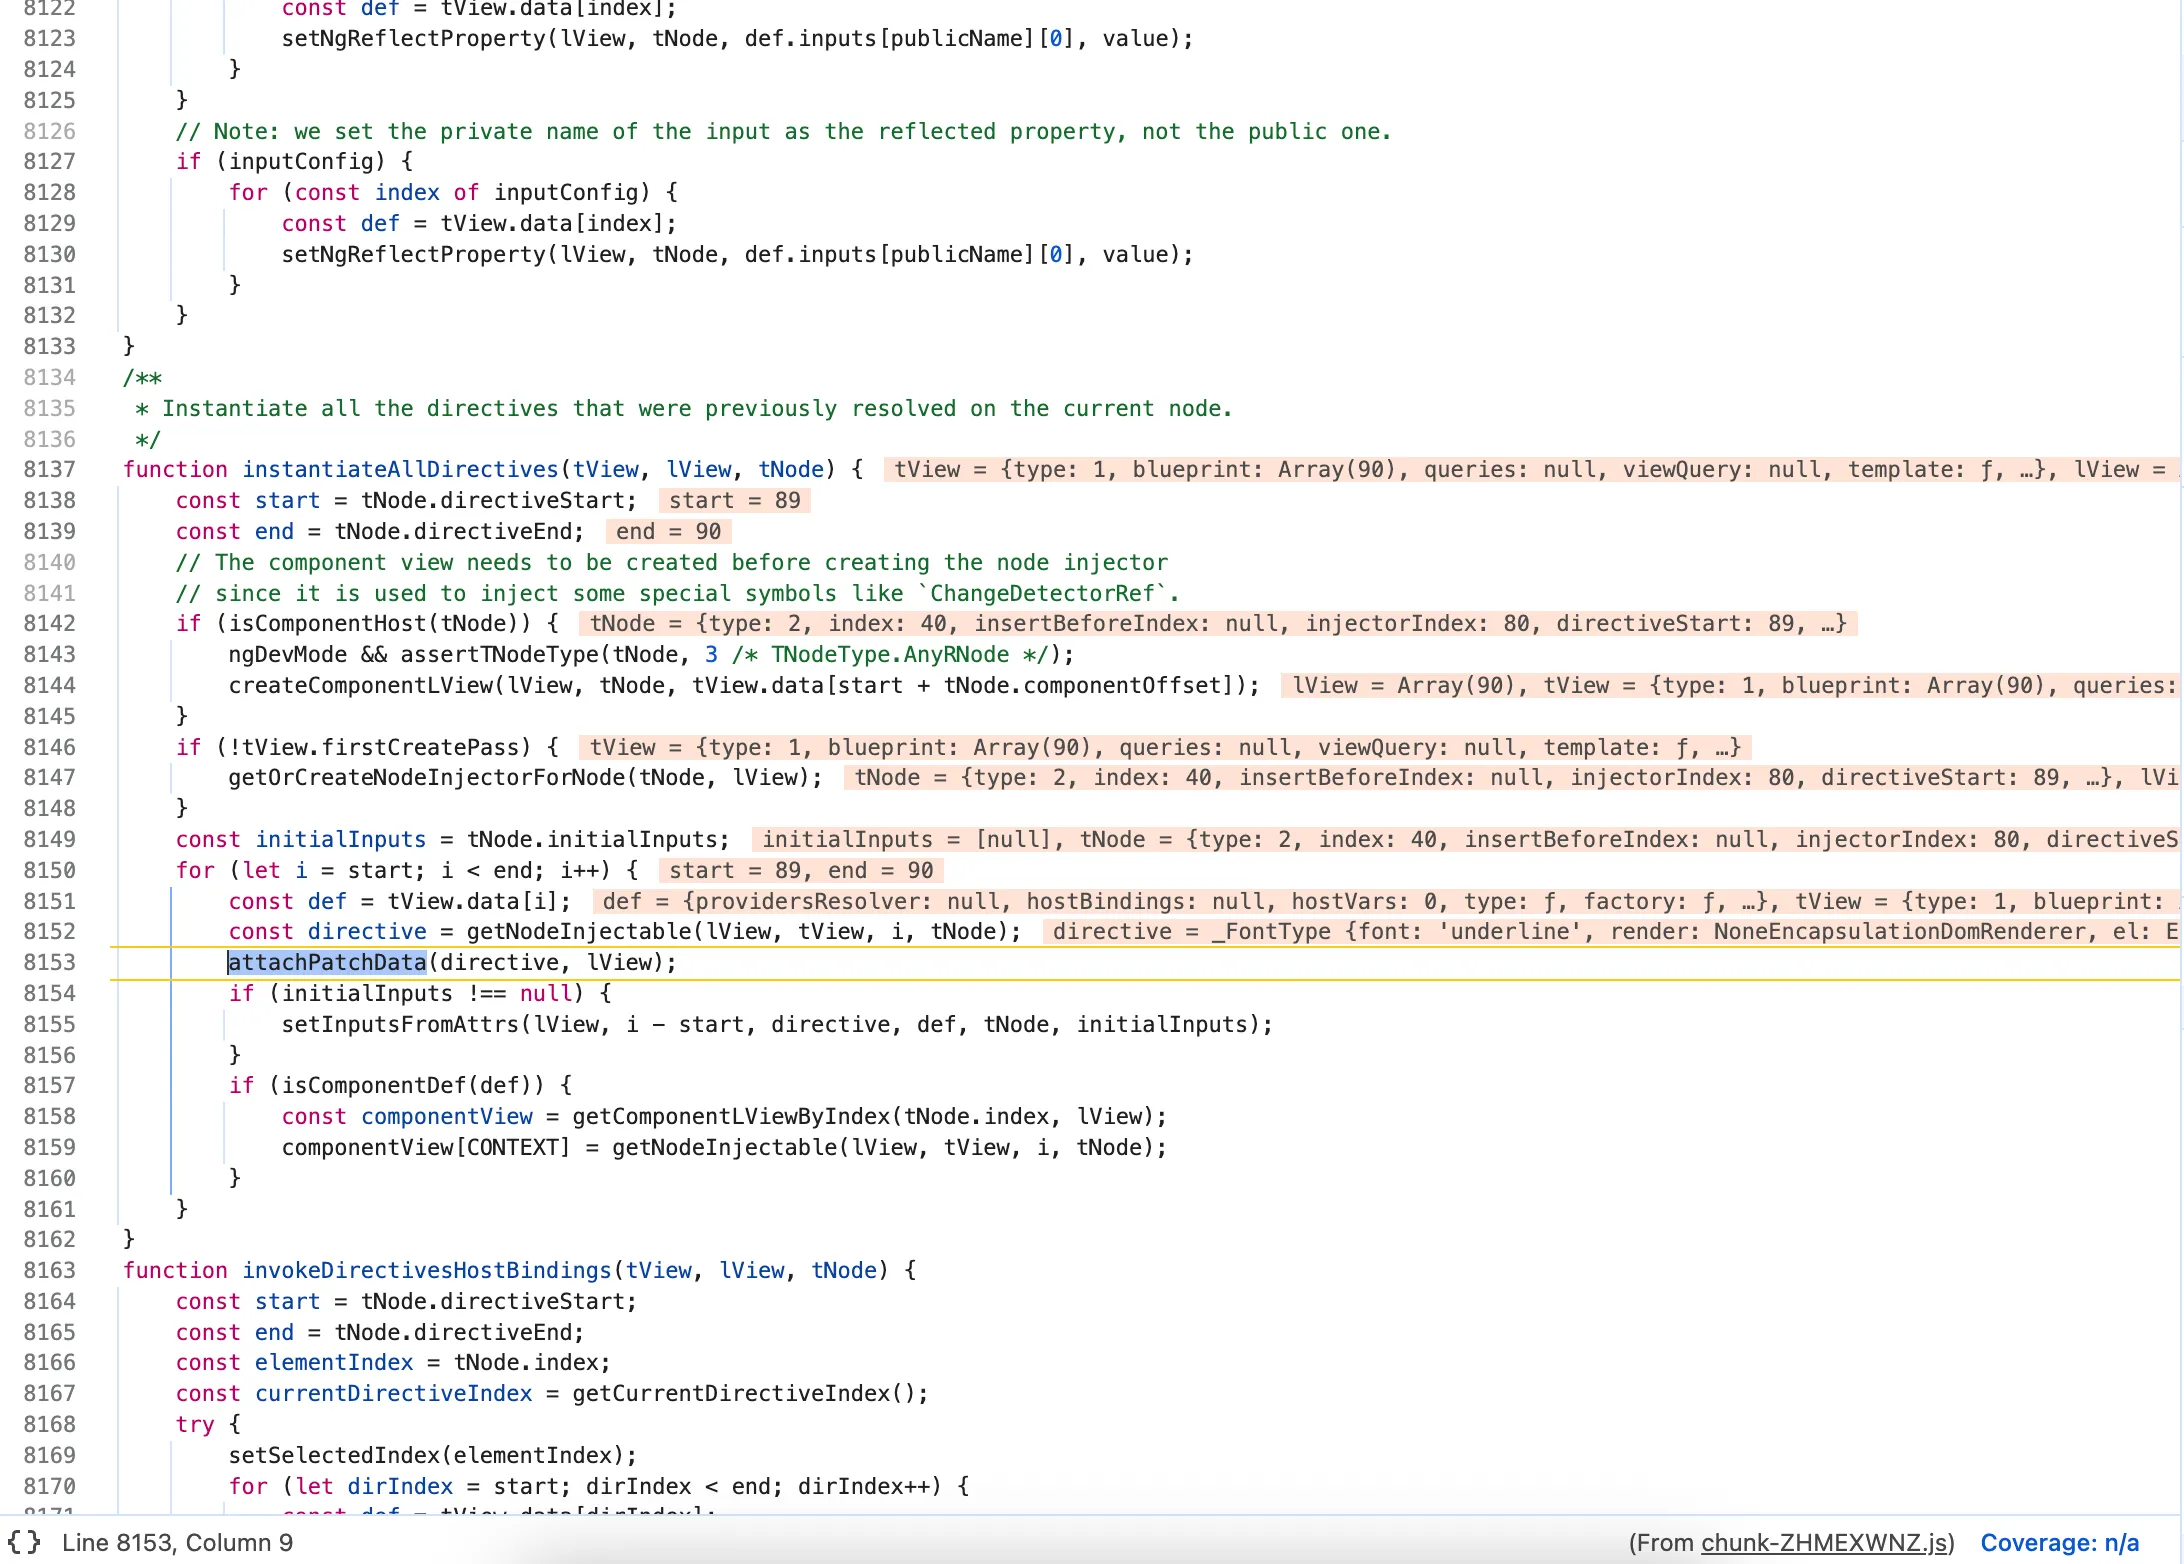 8122 const def = tView.data[index];
8123 setNgReflectProperty(lView, tNode, def.inputs[publicName][0], value);
8124 }
8125 }
8126 // Note: we set the private name of the input as the reflected property, not the public one.
8127 if (inputConfig) {
8128 for (const index of inputConfig) {
8129 const def = tView.data[index];
8130 setNgReflectProperty(lView, tNode, def.inputs[publicName][0], value);
8131 }
8132 }
8133 }
8134 /**
8135 * Instantiate all the directives that were previously resolved on the current node.
8136 */
8137 function instantiateAllDirectives(tView, lView, tNode) { tView = {type: 1, blueprint: Array(90), queries: null, viewQuery: null, template: ƒ, …}, lView =
8138 const start = tNode.directiveStart; start = 89
8139 const end = tNode.directiveEnd; end = 90
8140 // The component view needs to be created before creating the node injector
8141 // since it is used to inject some special symbols like `ChangeDetectorRef`.
8142 if (isComponentHost(tNode)) { tNode = {type: 2, index: 40, insertBeforeIndex: null, injectorIndex: 80, directiveStart: 89, …}
8143 ngDevMode && assertTNodeType(tNode, 3 /* TNodeType.AnyRNode */);
8144 createComponentLView(lView, tNode, tView.data[start + tNode.componentOffset]); lView = Array(90), tView = {type: 1, blueprint: Array(90), queries:
8145 }
8146 if (!tView.firstCreatePass) { tView = {type: 1, blueprint: Array(90), queries: null, viewQuery: null, template: ƒ, …}
8147 getOrCreateNodeInjectorForNode(tNode, lView); tNode = {type: 2, index: 40, insertBeforeIndex: null, injectorIndex: 80, directiveStart: 89, …}, lVi
8148 }
8149 const initialInputs = tNode.initialInputs; initialInputs = [null], tNode = {type: 2, index: 40, insertBeforeIndex: null, injectorIndex: 80, directiveS
8150 for (let i = start; i < end; i++) { start = 89, end = 90
8151 const def = tView.data[i]; def = {providersResolver: null, hostBindings: null, hostVars: 0, type: ƒ, factory: ƒ, …}, tView = {type: 1, blueprint:
8152 const directive = getNodeInjectable(lView, tView, i, tNode); directive = _FontType {font: 'underline', render: NoneEncapsulationDomRenderer, el: E
8153 attachPatchData(directive, lView);
8154 if (initialInputs !== null) {
8155 setInputsFromAttrs(lView, i - start, directive, def, tNode, initialInputs);
8156 }
8157 if (isComponentDef(def)) {
8158 const componentView = getComponentLViewByIndex(tNode.index, lView);
8159 componentView[CONTEXT] = getNodeInjectable(lView, tView, i, tNode);
8160 }
8161 }
8162 }
8163 function invokeDirectivesHostBindings(tView, lView, tNode) {
8164 const start = tNode.directiveStart;
8165 const end = tNode.directiveEnd;
8166 const elementIndex = tNode.index;
8167 const currentDirectiveIndex = getCurrentDirectiveIndex();
8168 try {
8169 setSelectedIndex(elementIndex);
8170 for (let dirIndex = start; dirIndex < end; dirIndex++) {
8171 const def = tView.data[dirIndex];
{} Line 8153, Column 9 (From chunk-ZHMEXWNZ.js) Coverage: n/a